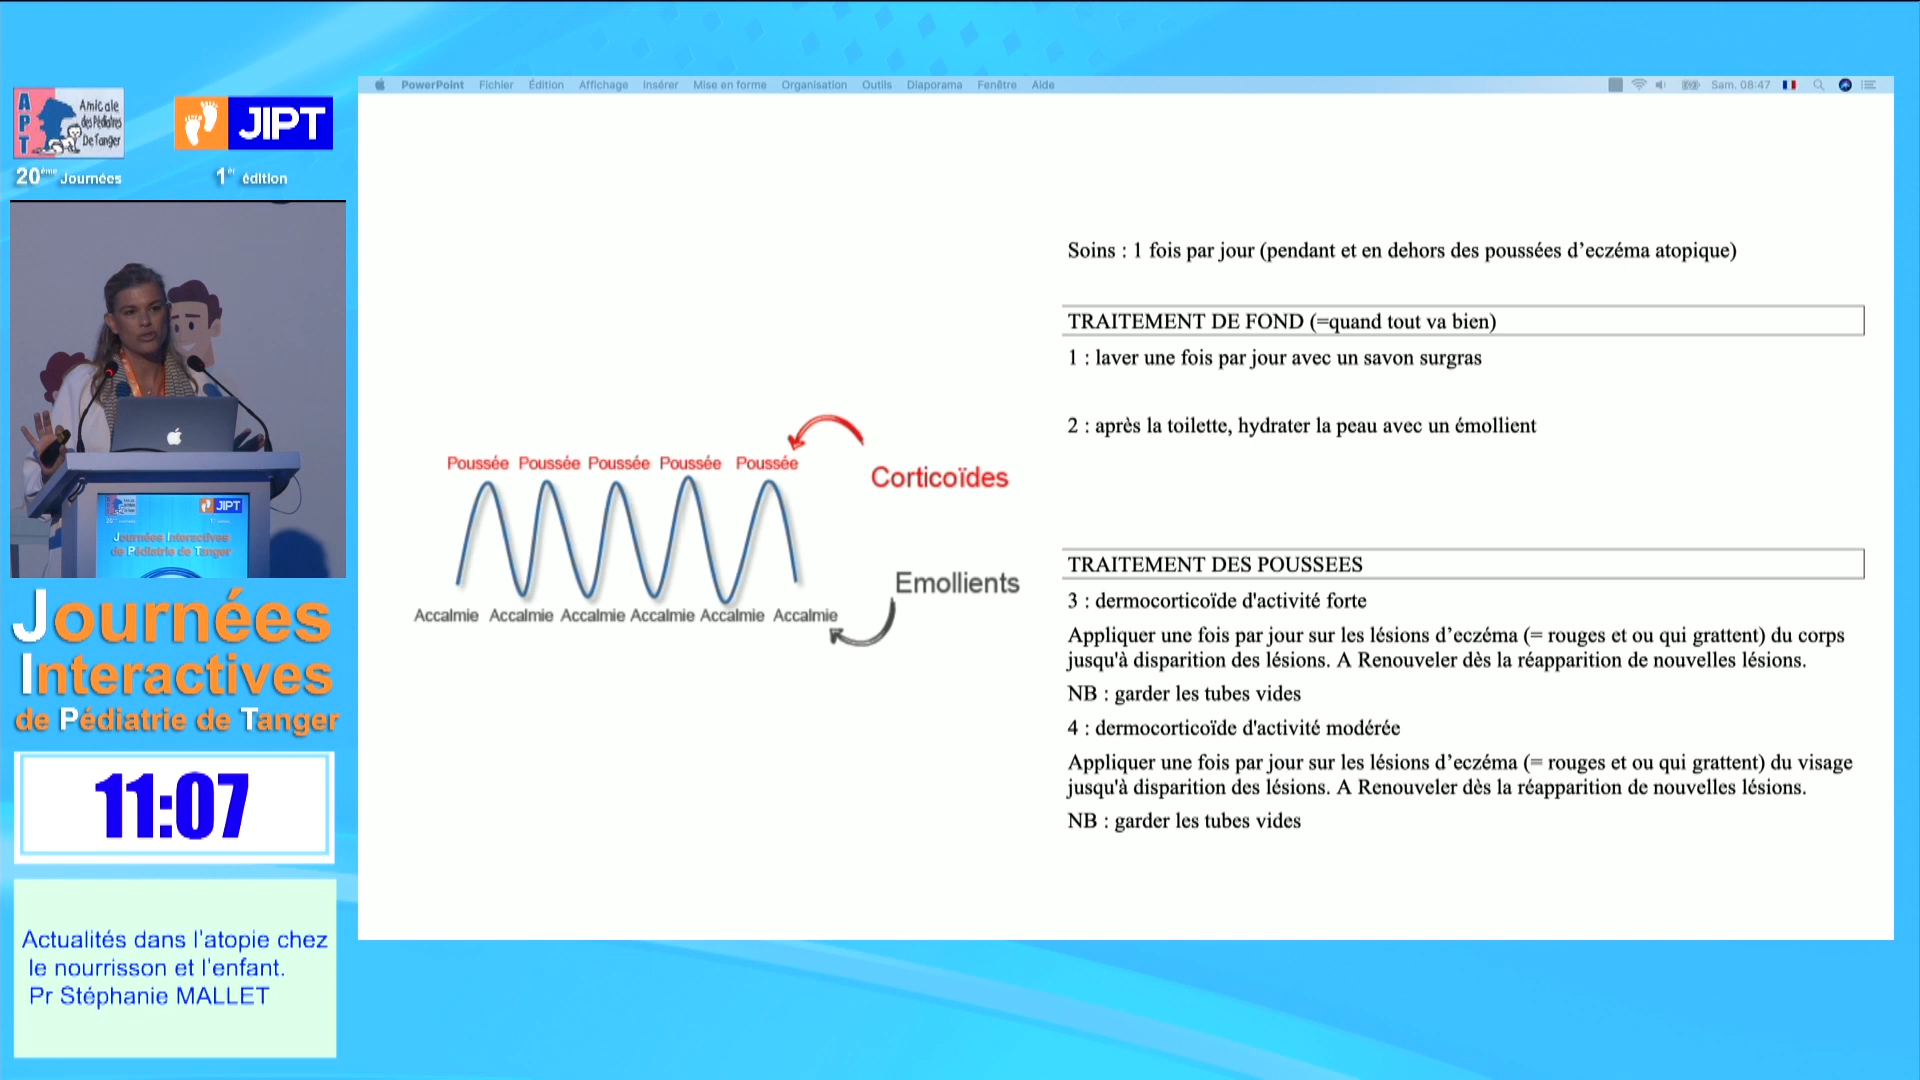 PowerPoint Fichier Édition Affichage Insérer Mise en forme Organisation Outils Diaporama Fenêtre Aide
Sam. 08:47
APT
Amicale
des Pédiatres
De Tanger
JIPT
20ème Journées
1èr édition
Soins : 1 fois par jour (pendant et en dehors des poussées d’eczéma atopique)
TRAITEMENT DE FOND (=quand tout va bien)
1 : laver une fois par jour avec un savon surgras
2 : après la toilette, hydrater la peau avec un émollient
Poussée Poussée Poussée Poussée Poussée
Corticoïdes
Emollients
Accalmie Accalmie Accalmie Accalmie Accalmie Accalmie
TRAITEMENT DES POUSSEES
3 : dermocorticoïde d'activité forte
Appliquer une fois par jour sur les lésions d’eczéma (= rouges et ou qui grattent) du corps
jusqu'à disparition des lésions. A Renouveler dès la réapparition de nouvelles lésions.
NB : garder les tubes vides
4 : dermocorticoïde d'activité modérée
Appliquer une fois par jour sur les lésions d’eczéma (= rouges et ou qui grattent) du visage
jusqu'à disparition des lésions. A Renouveler dès la réapparition de nouvelles lésions.
NB : garder les tubes vides
JIPT
Journées Interactives
de Pédiatrie de Tanger
Journées
Interactives
de Pédiatrie de Tanger
11:07
Actualités dans l'atopie chez
le nourrisson et l'enfant.
Pr Stéphanie MALLET